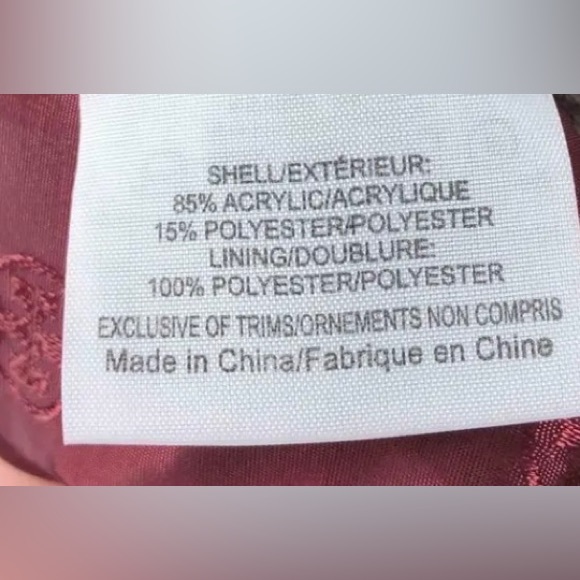 SHELL/EXTÉRIEUR:
85% ACRYLIC/ACRYLIQUE
15% POLYESTER/POLYESTER
LINING/DOUBLURE:
100% POLYESTER/POLYESTER
EXCLUSIVE OF TRIMS/ORNEMENTS NON COMPRIS
Made in China/Fabrique en Chine